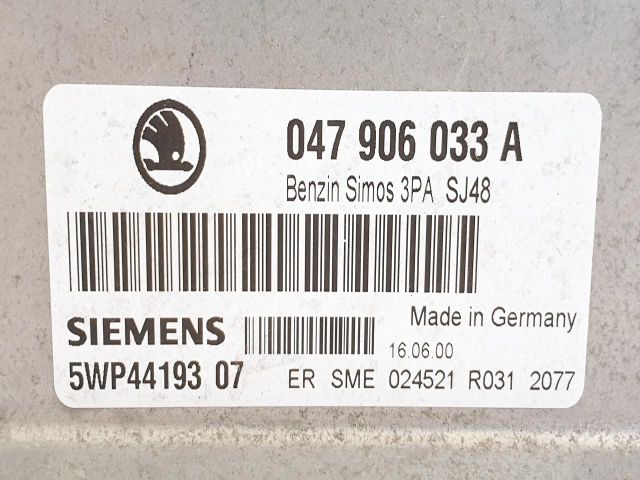 047 906 033 A
Benzin Simos 3PA SJ48
Made in Germany
SIEMENS
16.06.00
5WP44193 07 ER SME 024521 R031 2077